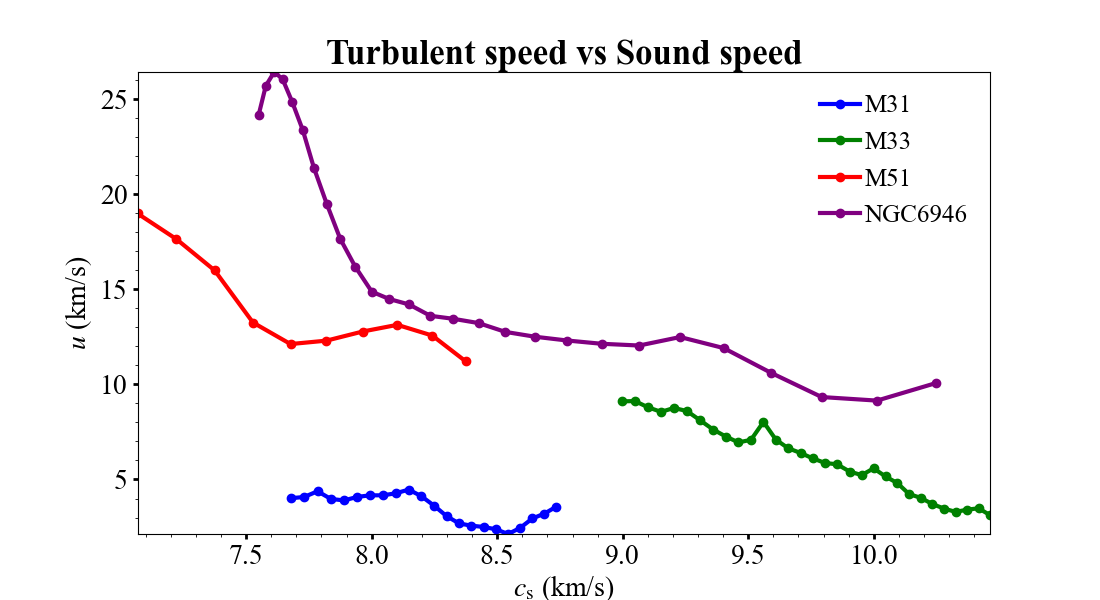 Turbulent speed vs Sound speed
M31
M33
M51
NGC6946
25
20
15
10
5
u (km/s)
7.5 8.0 8.5 9.0 9.5 10.0
cs (km/s)